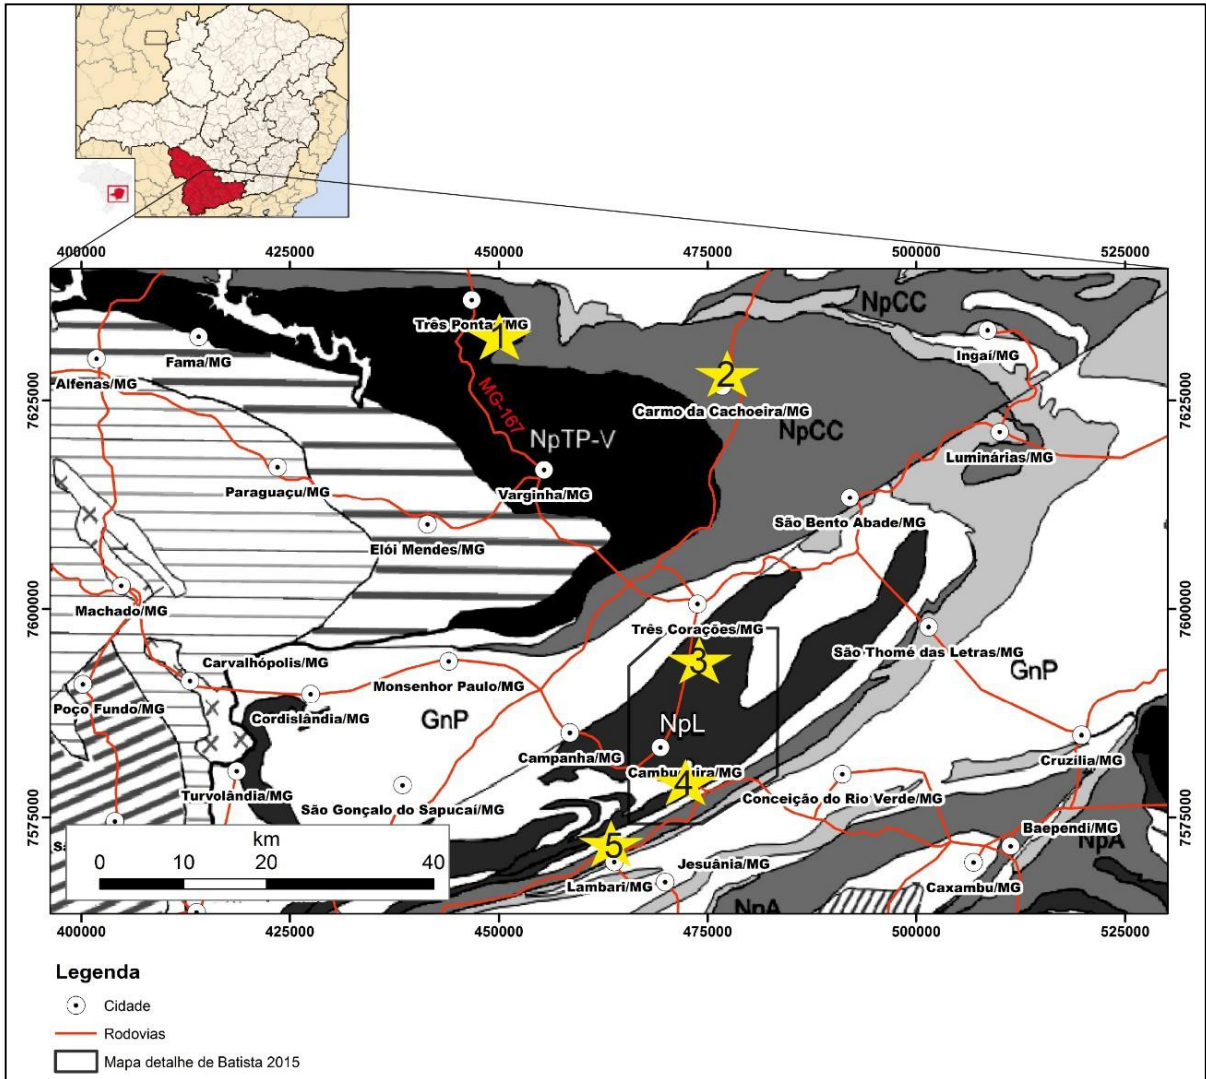 400000 425000 450000 475000 500000 525000
NpCC
Três Pontas/MG
1
Ingaí/MG
Fama/MG
Alfenas/MG
2
7625000 7625000
MG-167
Carmo da Cachoeira/MG
NpTP-V
NpCC
Luminárias/MG
Paraguaçu/MG
Varginha/MG
São Bento Abade/MG
Elói Mendes/MG
7600000 7600000
Machado/MG
Três Corações/MG
São Thomé das Letras/MG
Carvalhópolis/MG
3
GnP
Monsenhor Paulo/MG
Poço Fundo/MG
Cordislândia/MG
GnP
NpL
Campanha/MG
Cruzília/MG
Cambuquira/MG
4
Turvolândia/MG
São Gonçalo do Sapucaí/MG
Conceição do Rio Verde/MG
7575000 7575000
Baependi/MG
km
5
NpA
0 10 20 40
Jesuânia/MG
Lambari/MG
Caxambu/MG
NpA
400000 425000 450000 475000 500000 525000
Legenda
Cidade
Rodovias
Mapa detalhe de Batista 2015